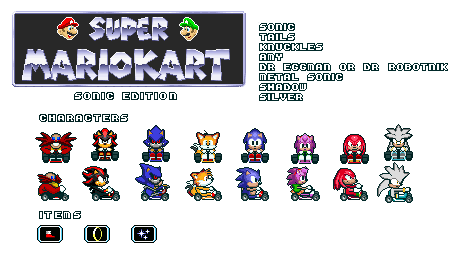 SUPER
MARIOKART
SONIC EDITION
SONIC
TAILS
KNUCKLES
AMY
DR EGGMAN OR DR ROBOTNIK
METAL SONIC
SHADOW
SILVER
CHARACTERS
ITEMS